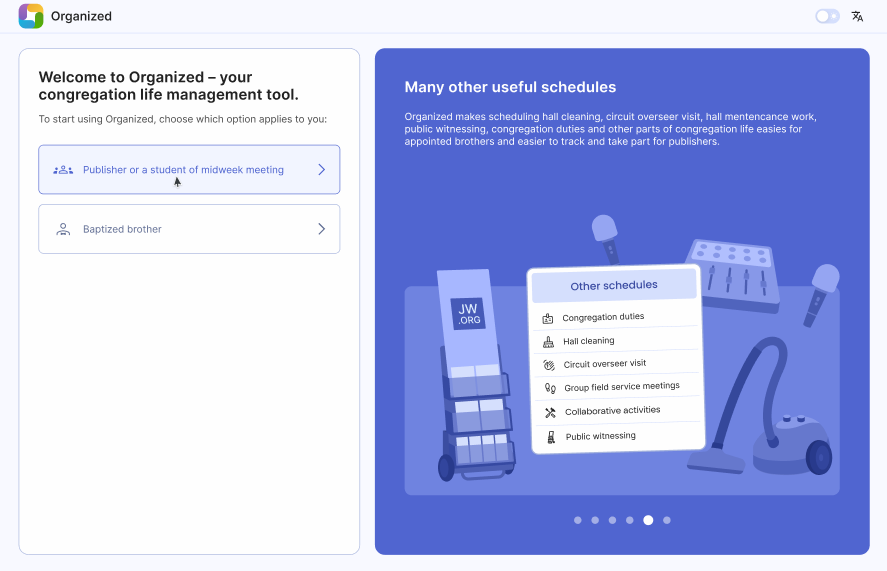 Organized
Welcome to Organized – your
congregation life management tool.
To start using Organized, choose which option applies to you:
Publisher or a student of midweek meeting
Baptized brother
Many other useful schedules
Organized makes scheduling hall cleaning, circuit overseer visit, hall mentencance work,
public witnessing, congregation duties and other parts of congregation life easies for
appointed brothers and easier to track and take part for publishers.
JW
.ORG
Other schedules
Congregation duties
Hall cleaning
Circuit overseer visit
Group field service meetings
Collaborative activities
Public witnessing